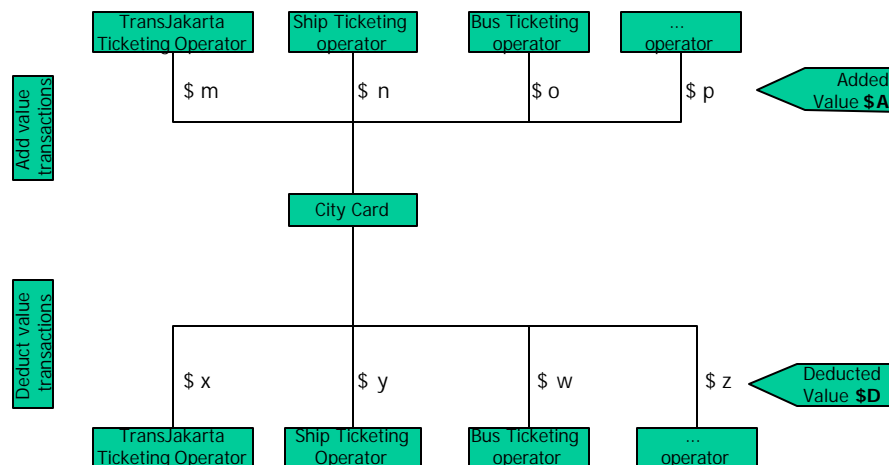 TransJakarta
Ticketing Operator
Ship Ticketing
operator
Bus Ticketing
operator
...
operator
Add value
transactions
$ m
$ n
$ o
$ p
Added
Value $A
City Card
Deduct value
transactions
$ x
$ y
$ w
$ z
Deducted
Value $D
TransJakarta
Ticketing Operator
Ship Ticketing
Operator
Bus Ticketing
operator
...
operator